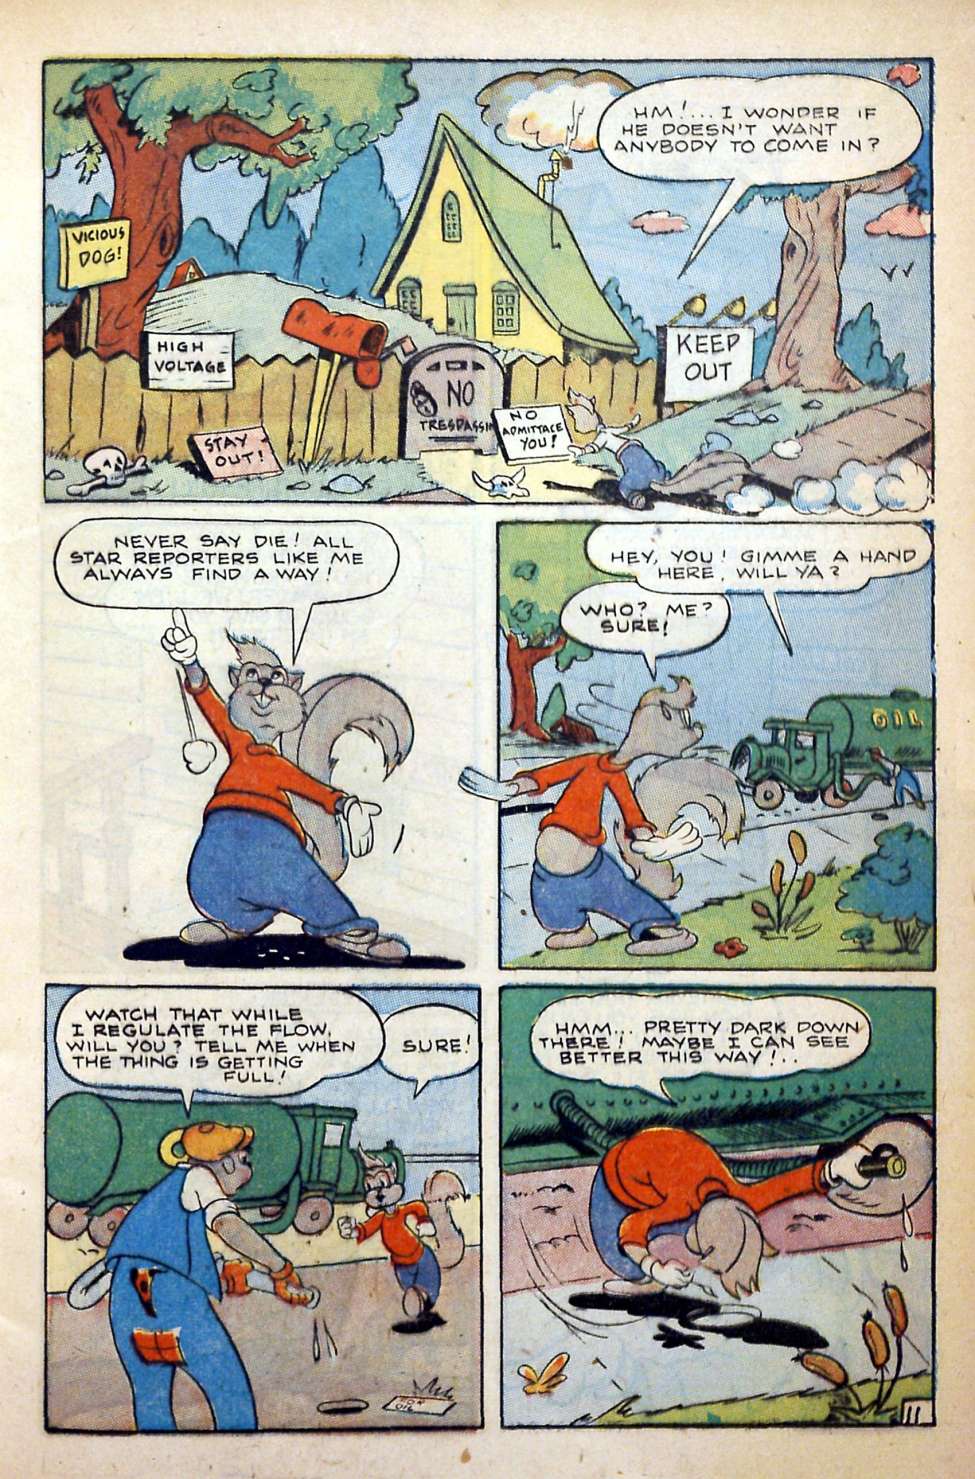 HM!... I WONDER IF
HE DOESN'T WANT
ANYBODY TO COME IN?
VICIOUS
DOG!
HIGH
VOLTAGE
KEEP
OUT
NO
TRESPASSIN
NO
ADMITTACE
YOU!
STAY
OUT!
NEVER SAY DIE! ALL
STAR REPORTERS LIKE ME
ALWAYS FIND A WAY!
HEY, YOU! GIMME A HAND
HERE, WILL YA?
WHO? ME?
SURE!
OIL
WATCH THAT WHILE
I REGULATE THE FLOW,
WILL YOU? TELL ME WHEN
THE THING IS GETTING
FULL!
SURE!
FOR
OIL
HMM... PRETTY DARK DOWN
THERE! MAYBE I CAN SEE
BETTER THIS WAY!..
11